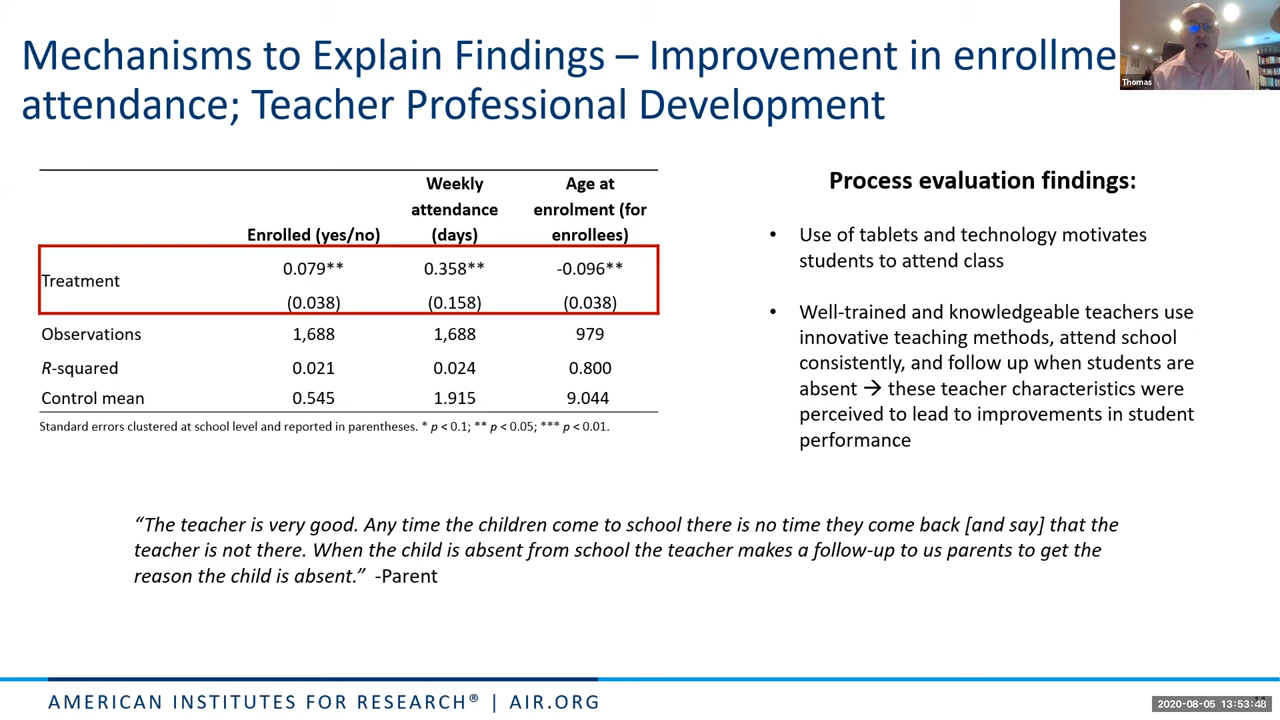 Mechanisms to Explain Findings – Improvement in enrollme
attendance; Teacher Professional Development
Thomas
Enrolled (yes/no) Weekly attendance (days) Age at enrolment (for enrollees)
Treatment 0.079** 0.358** -0.096**
(0.038) (0.158) (0.038)
Observations 1,688 1,688 979
R-squared 0.021 0.024 0.800
Control mean 0.545 1.915 9.044
Standard errors clustered at school level and reported in parentheses. * p < 0.1; ** p < 0.05; *** p < 0.01.
Process evaluation findings:
• Use of tablets and technology motivates
students to attend class
• Well-trained and knowledgeable teachers use
innovative teaching methods, attend school
consistently, and follow up when students are
absent → these teacher characteristics were
perceived to lead to improvements in student
performance
“The teacher is very good. Any time the children come to school there is no time they come back [and say] that the
teacher is not there. When the child is absent from school the teacher makes a follow-up to us parents to get the
reason the child is absent.” -Parent
AMERICAN INSTITUTES FOR RESEARCH® | AIR.ORG
2020-08-05 13:53:48